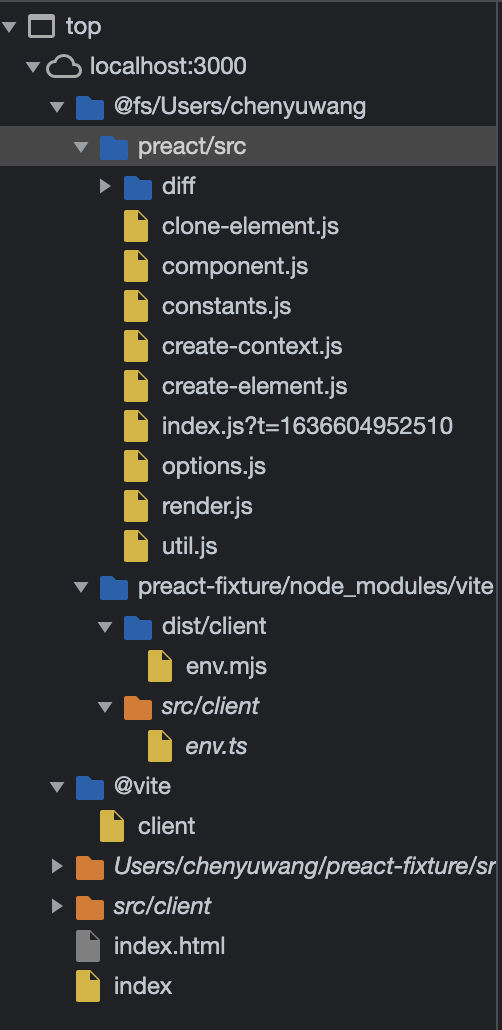 top
localhost:3000
@fs/Users/chenyuwang
preact/src
diff
clone-element.js
component.js
constants.js
create-context.js
create-element.js
index.js?t=1636604952510
options.js
render.js
util.js
preact-fixture/node_modules/vite
dist/client
env.mjs
src/client
env.ts
@vite
client
Users/chenyuwang/preact-fixture/sr
src/client
index.html
index